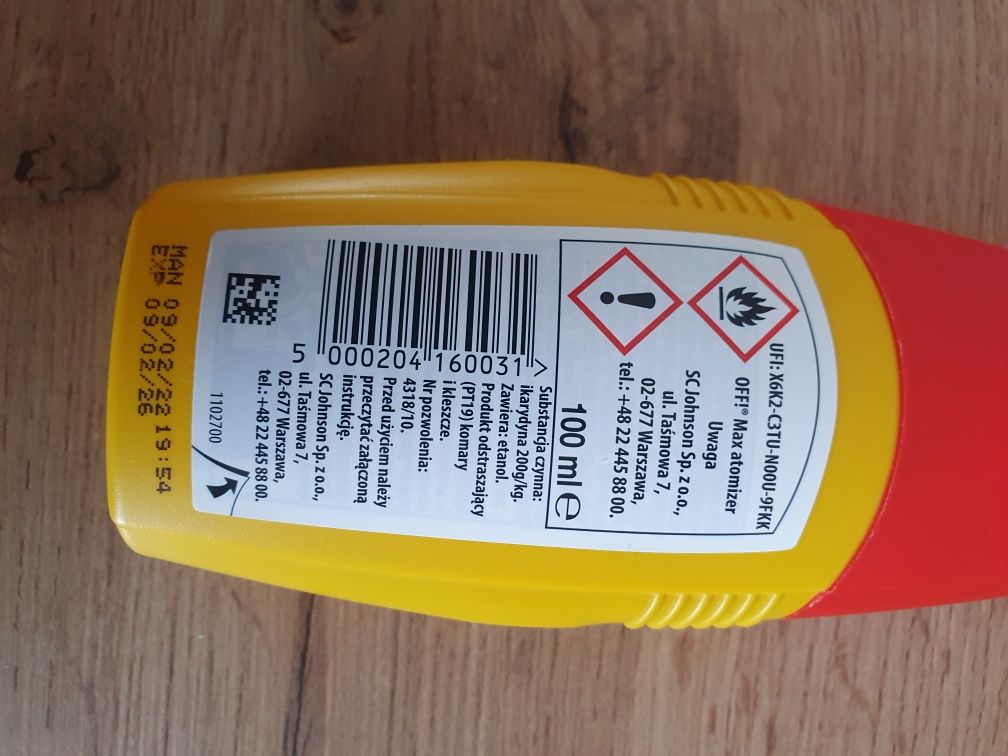 UFI: X6K2-C3TU-N00U-9FKK
OFF!® Max atomizer
Uwaga
SC Johnson Sp. z o.o.,
ul. Taśmowa 7,
02-677 Warszawa,
tel.: +48 22 445 88 00.
100 ml e
Substancja czynna:
ikarydyna 200g/kg.
Zawiera: etanol.
Produkt odstraszający
(PT19) komary
i kleszcze.
Nr pozwolenia:
4318/10.
Przed użyciem należy
przeczytać załączoną
instrukcję.
SC Johnson Sp. z o.o.,
ul. Taśmowa 7,
02-677 Warszawa,
tel.: +48 22 445 88 00.
5 000204 160031 >
1102700
MAN 09/02/22 19:54
EXP 09/02/26